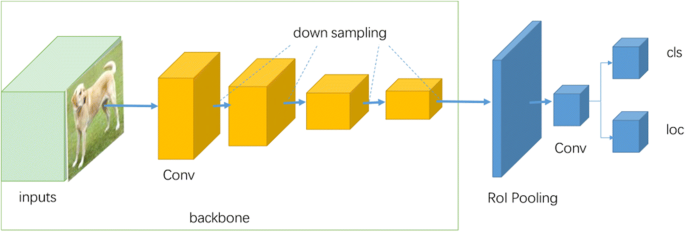 down sampling
cls
loc
Conv
Conv
inputs
RoI Pooling
backbone